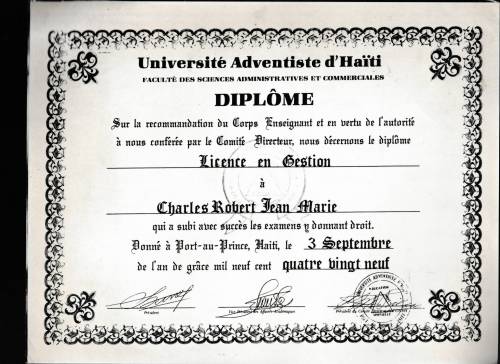 Université Adventiste d'Haïti
FACULTÉ DES SCIENCES ADMINISTRATIVES ET COMMERCIALES
DIPLÔME
Sur la recommandation du Corps Enseignant et en vertu de l'autorité
à nous conférée par le Comité Directeur, nous décernons le diplôme
Licence en Gestion
à
Charles Robert Jean Marie
qui a subi avec succès les examens y donnant droit.
Donné à Port-au-Prince, Haïti, le 3 Septembre
de l'an de grâce mil neuf cent quatre vingt neuf
Président